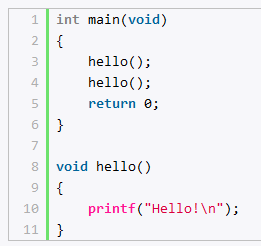 1 int main(void)
2 {
3     hello();
4     hello();
5     return 0;
6 }
7
8 void hello()
9 {
10     printf("Hello!\n");
11 }